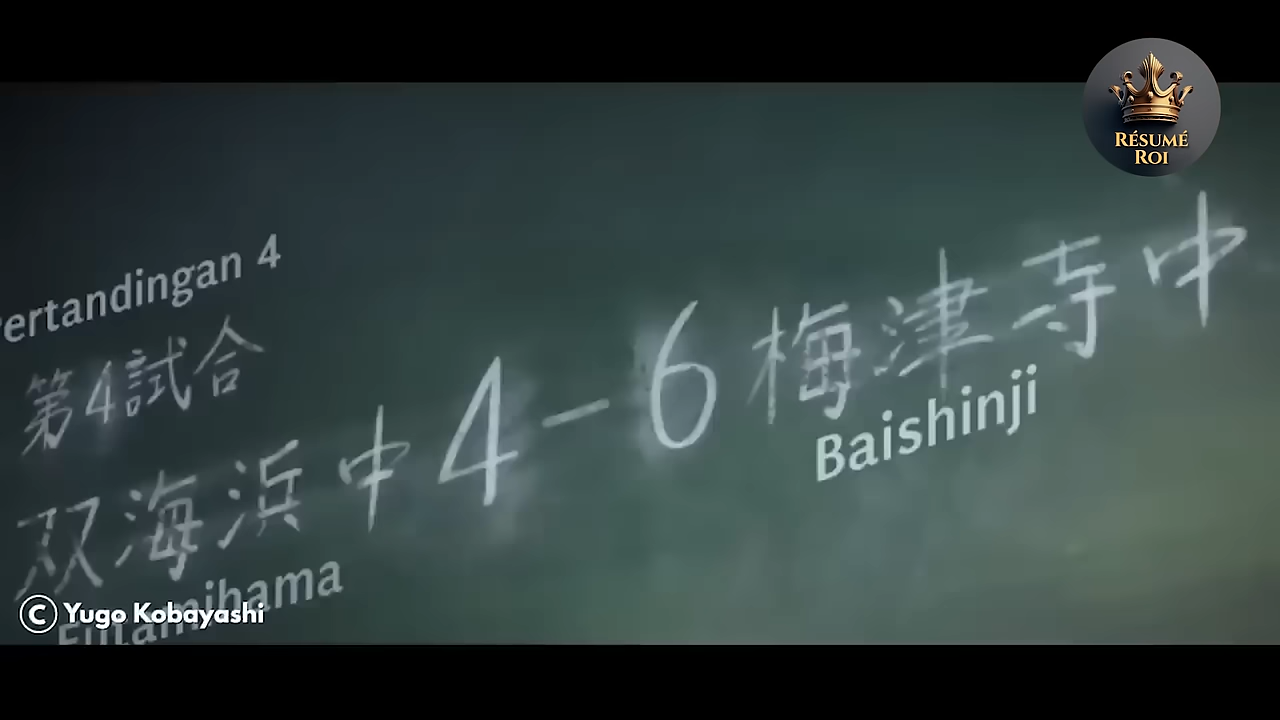 RÉSUMÉ
ROI
Pertandingan 4
第4試合
双海浜中 4-6 梅津寺中
Baishinji
Futamihama
© Yugo Kobayashi